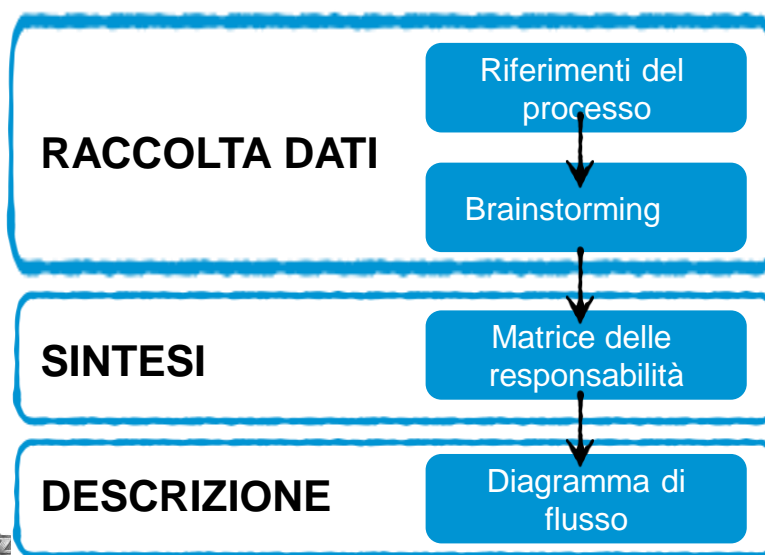 RACCOLTA DATI
Riferimenti del
processo
Brainstorming
SINTESI
Matrice delle
responsabilità
DESCRIZIONE
Diagramma di
flusso